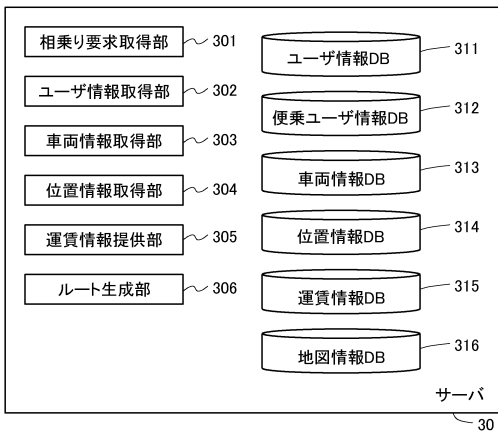 相乗り要求取得部 301
ユーザ情報取得部 302
車両情報取得部 303
位置情報取得部 304
運賃情報提供部 305
ルート生成部 306
ユーザ情報DB 311
便乗ユーザ情報DB 312
車両情報DB 313
位置情報DB 314
運賃情報DB 315
地図情報DB 316
サーバ
30